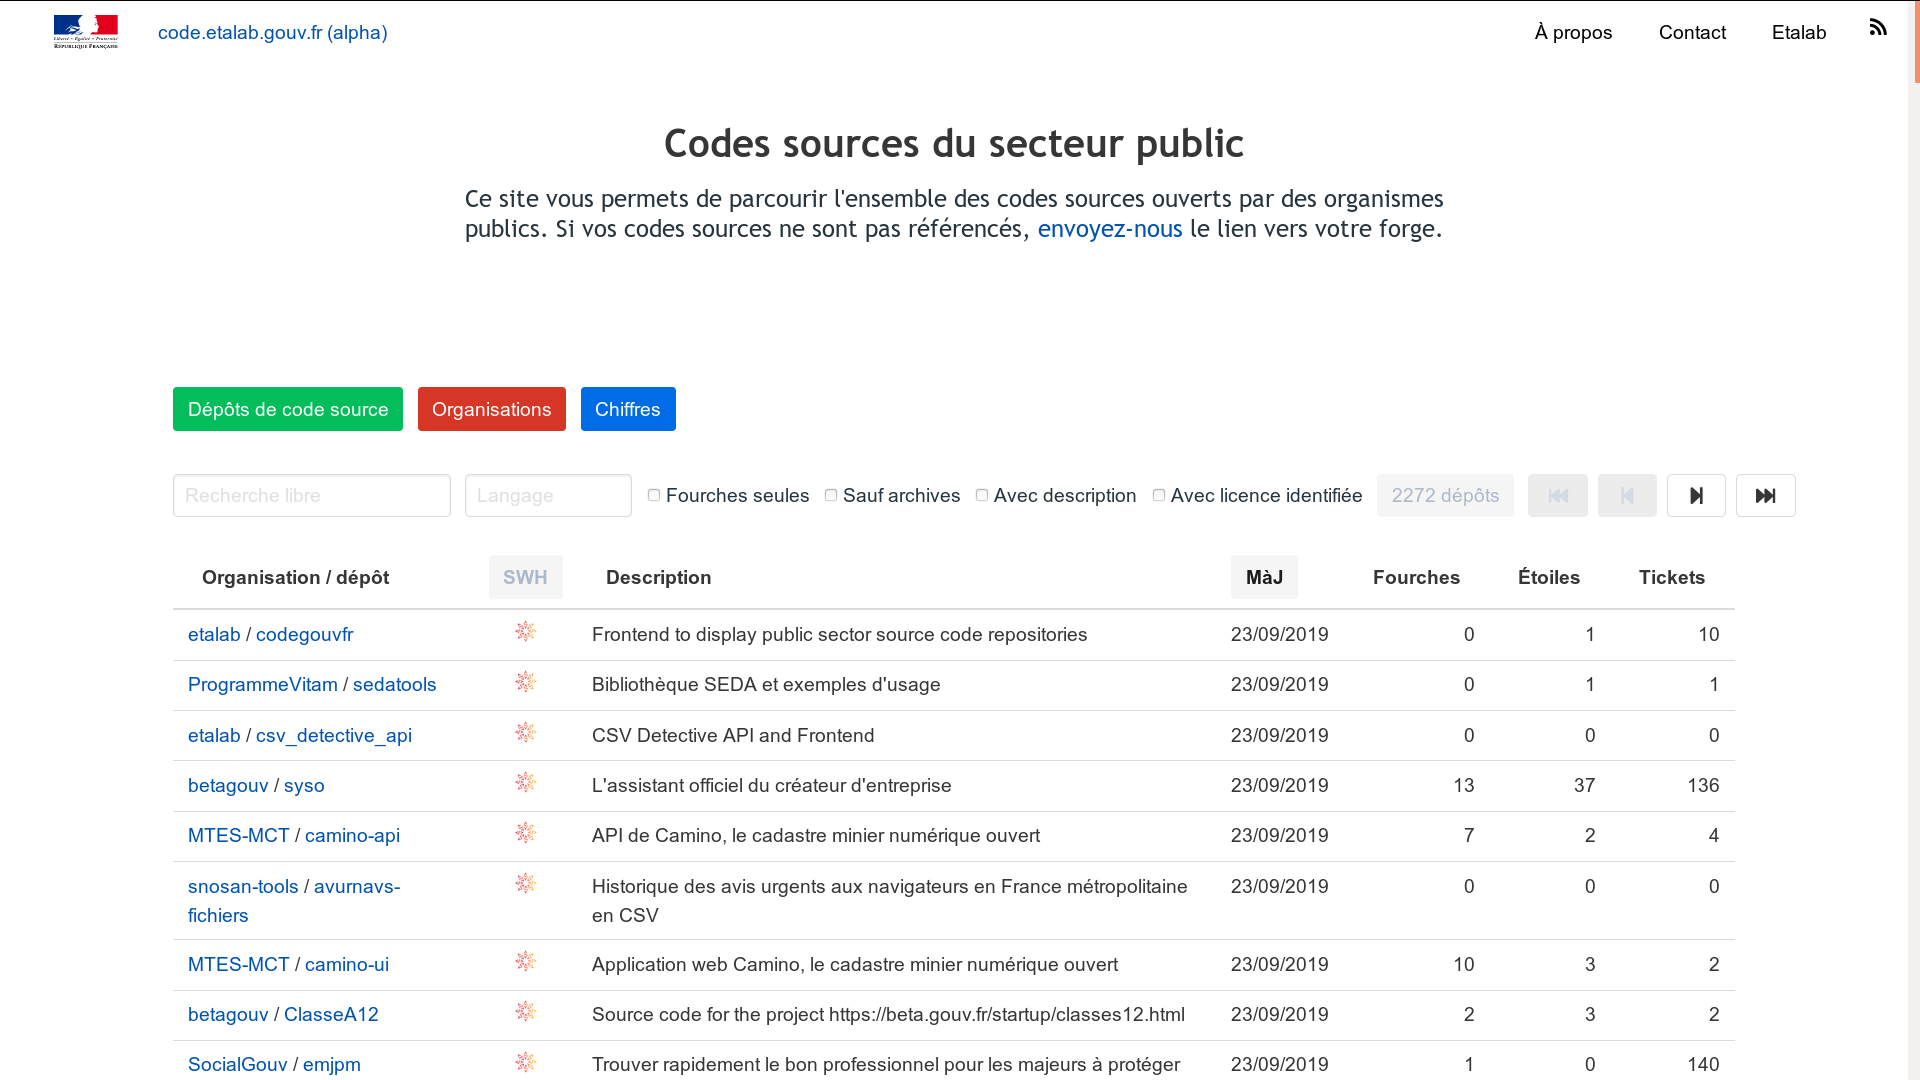 RÉPUBLIQUE FRANÇAISE
code.etalab.gouv.fr (alpha)
À propos
Contact
Etalab
Codes sources du secteur public
Ce site vous permets de parcourir l'ensemble des codes sources ouverts par des organismes
publics. Si vos codes sources ne sont pas référencés, envoyez-nous le lien vers votre forge.
Dépôts de code source
Organisations
Chiffres
Recherche libre
Langage
Fourches seules
Sauf archives
Avec description
Avec licence identifiée
2272 dépôts
Organisation / dépôt SWH Description MàJ Fourches Étoiles Tickets
etalab / codegouvfr Frontend to display public sector source code repositories 23/09/2019 0 1 10
ProgrammeVitam / sedatools Bibliothèque SEDA et exemples d'usage 23/09/2019 0 1 1
etalab / csv_detective_api CSV Detective API and Frontend 23/09/2019 0 0 0
betagouv / syso L'assistant officiel du créateur d'entreprise 23/09/2019 13 37 136
MTES-MCT / camino-api API de Camino, le cadastre minier numérique ouvert 23/09/2019 7 2 4
snosan-tools / avurnavs- Historique des avis urgents aux navigateurs en France métropolitaine 23/09/2019 0 0 0
fichiers en CSV
MTES-MCT / camino-ui Application web Camino, le cadastre minier numérique ouvert 23/09/2019 10 3 2
betagouv / ClasseA12 Source code for the project https://beta.gouv.fr/startup/classes12.html 23/09/2019 2 3 2
SocialGouv / emjpm Trouver rapidement le bon professionnel pour les majeurs à protéger 23/09/2019 1 0 140